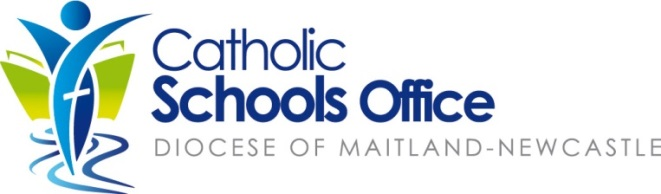 Catholic
Schools Office
DIOCESE OF MAITLAND-NEWCASTLE